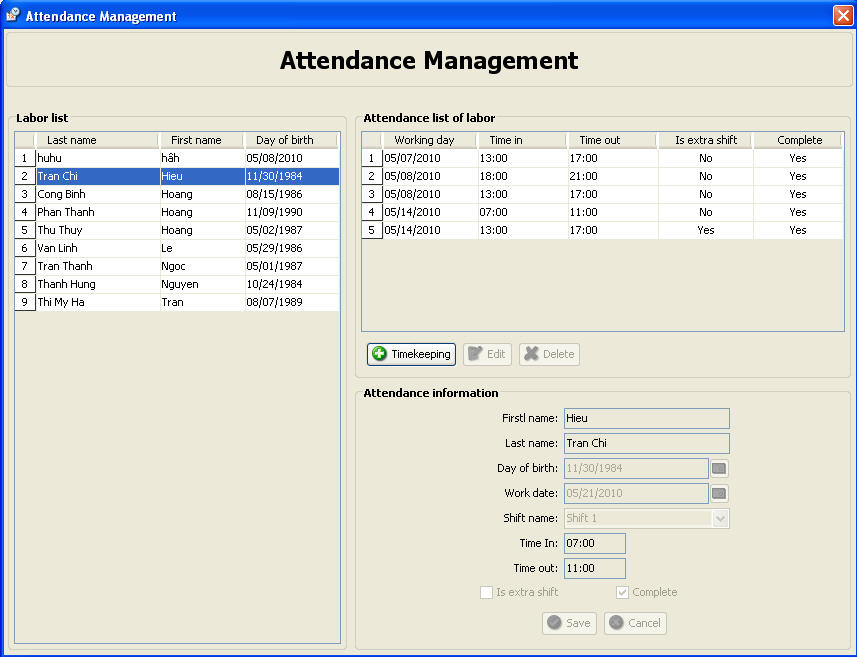 Attendance Management
Attendance Management
Labor list
Last name First name Day of birth
1 huhu hâh 05/08/2010
2 Tran Chi Hieu 11/30/1984
3 Cong Binh Hoang 08/15/1986
4 Phan Thanh Hoang 11/09/1990
5 Thu Thuy Hoang 05/02/1987
6 Van Linh Le 05/29/1986
7 Tran Thanh Ngoc 05/01/1987
8 Thanh Hung Nguyen 10/24/1984
9 Thi My Ha Tran 08/07/1989
Attendance list of labor
Working day Time in Time out Is extra shift Complete
1 05/07/2010 13:00 17:00 No Yes
2 05/08/2010 18:00 21:00 No Yes
3 05/08/2010 13:00 17:00 No Yes
4 05/14/2010 07:00 11:00 No Yes
5 05/14/2010 13:00 17:00 Yes Yes
Timekeeping Edit Delete
Attendance information
Firstl name: Hieu
Last name: Tran Chi
Day of birth: 11/30/1984
Work date: 05/21/2010
Shift name: Shift 1
Time In: 07:00
Time out: 11:00
Is extra shift Complete
Save Cancel